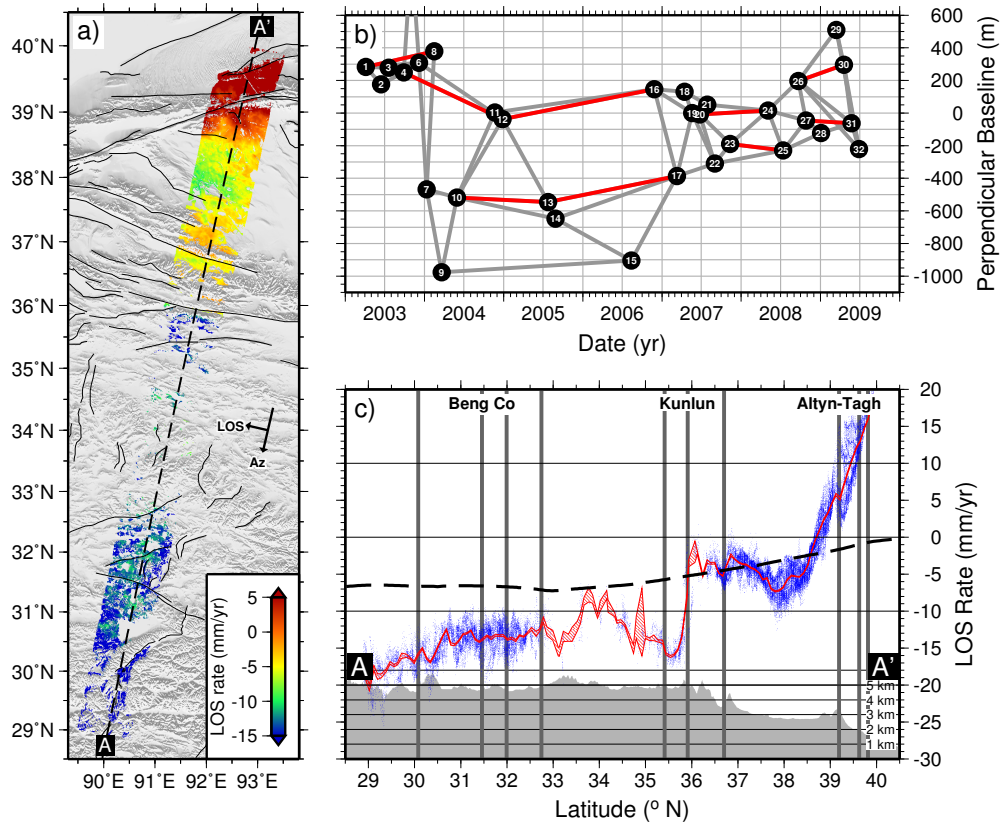 a)
A'
40°N
39°N
38°N
37°N
36°N
35°N
34°N
33°N
32°N
31°N
30°N
29°N
LOS
Az
A
LOS rate (mm/yr)
5
0
-5
-10
-15
90°E
91°E
92°E
93°E
b)
1
2
3
4
6
7
8
9
10
11
12
13
14
15
16
17
18
19
20
21
22
23
24
25
26
27
28
29
30
31
32
600
400
200
0
-200
-400
-600
-800
-1000
Perpendicular Baseline (m)
2003
2004
2005
2006
2007
2008
2009
Date (yr)
c)
Beng Co
Kunlun
Altyn-Tagh
A
A'
5 km
4 km
3 km
2 km
1 km
20
15
10
5
0
-5
-10
-15
-20
-25
-30
LOS Rate (mm/yr)
29
30
31
32
33
34
35
36
37
38
39
40
Latitude (° N)